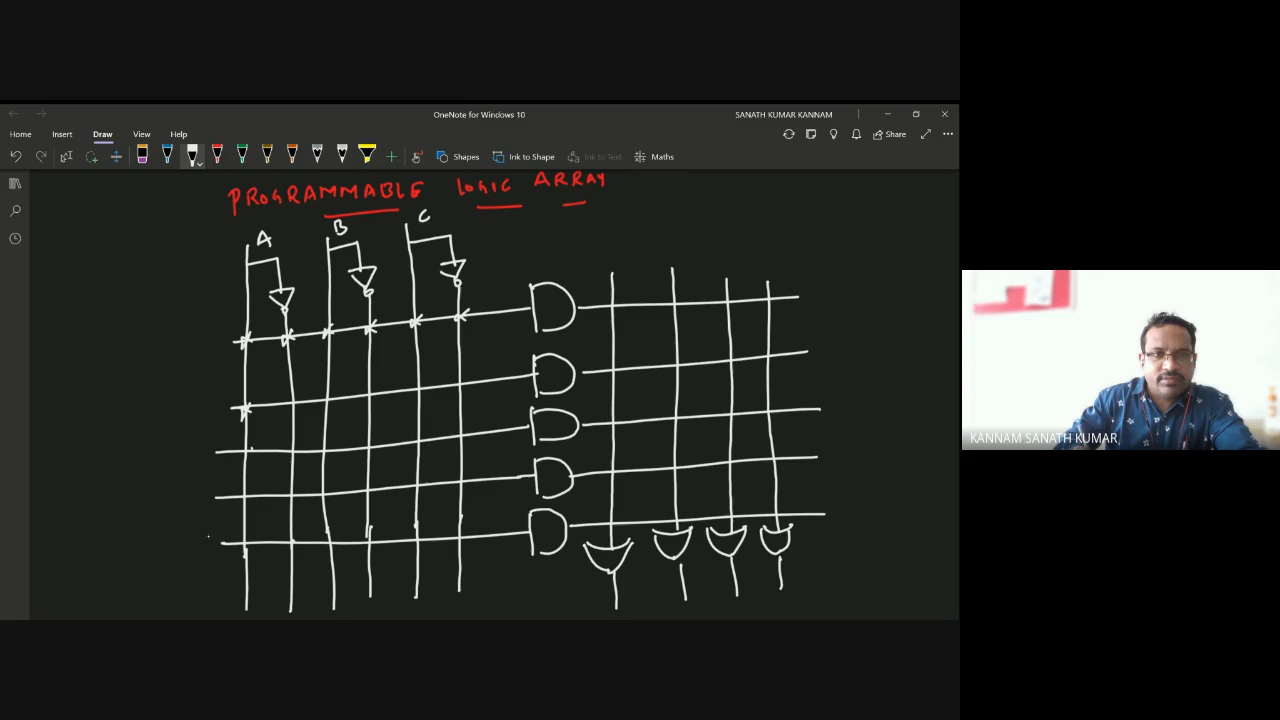 OneNote for Windows 10
SANATH KUMAR KANNAM
Home Insert Draw View Help
Share
Shapes Ink to Shape Ink to Text Maths
PROGRAMMABLE LOGIC ARRAY
A B C
KANNAM SANATH KUMAR